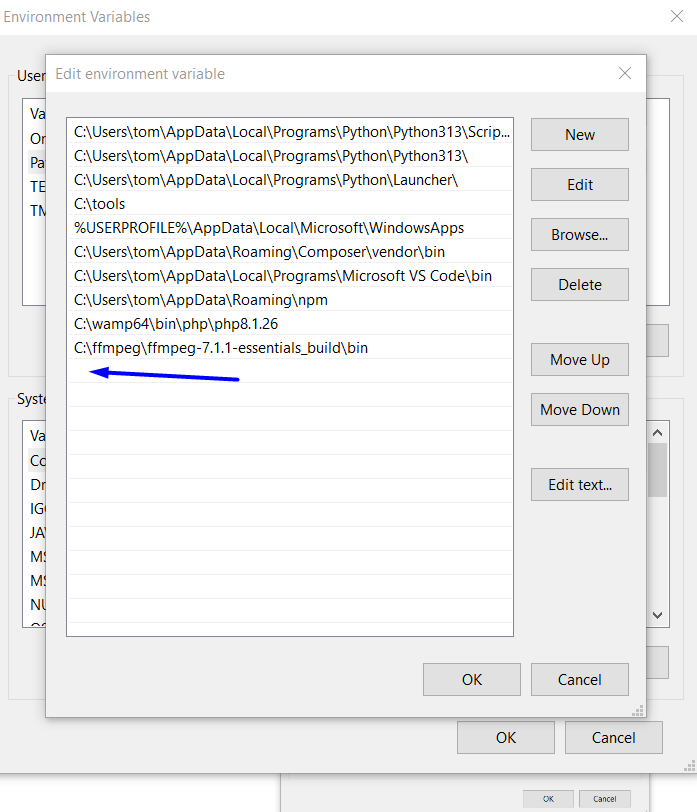 Environment Variables
Edit environment variable
User
Va
On
Pa
TE
TM
C:\Users\tom\AppData\Local\Programs\Python\Python313\Scrip...
C:\Users\tom\AppData\Local\Programs\Python\Python313\
C:\Users\tom\AppData\Local\Programs\Python\Launcher\
C:\tools
%USERPROFILE%\AppData\Local\Microsoft\WindowsApps
C:\Users\tom\AppData\Roaming\Composer\vendor\bin
C:\Users\tom\AppData\Local\Programs\Microsoft VS Code\bin
C:\Users\tom\AppData\Roaming\npm
C:\wamp64\bin\php\php8.1.26
C:\ffmpeg\ffmpeg-7.1.1-essentials_build\bin
New
Edit
Browse...
Delete
Move Up
Move Down
Edit text...
Syste
Va
Co
Dr
IG
JA
MS
MS
NU
OK
Cancel
OK
Cancel
OK
Cancel